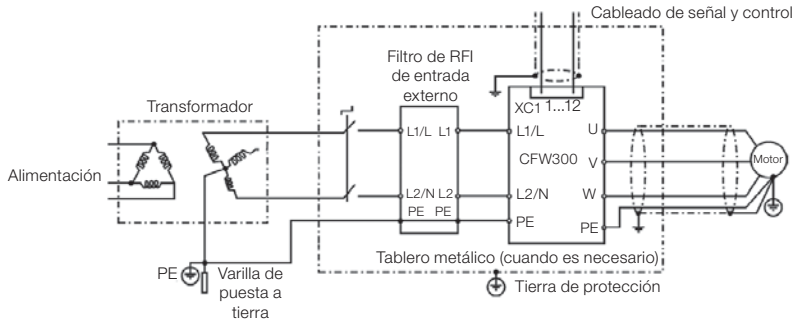 Cableado de señal y control
Filtro de RFI
de entrada
externo
Transformador
XC1 1...12
L1/L L1 L1/L U
CFW300
Alimentación
V
Motor
L2/N L2 L2/N W
PE PE PE
PE
Tablero metálico (cuando es necesario)
PE Varilla de
puesta a
tierra
Tierra de protección